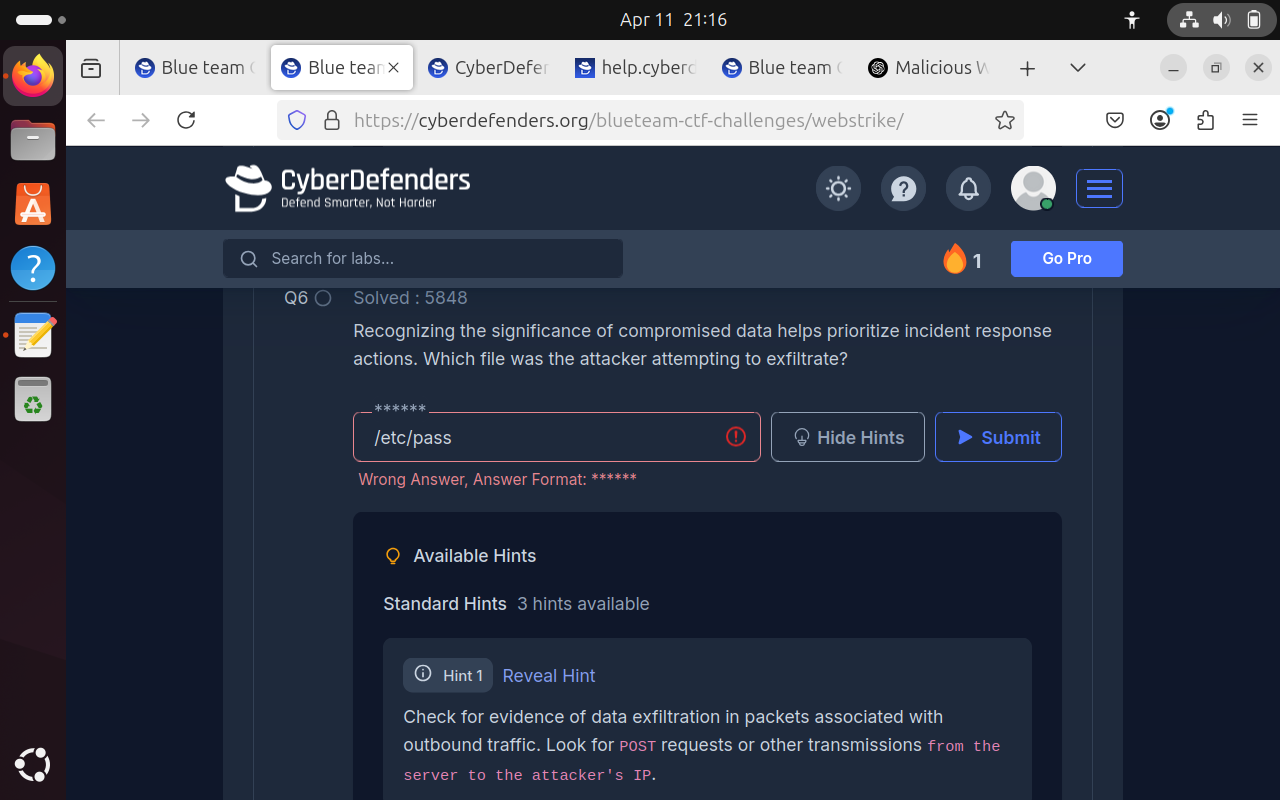 Apr 11 21:16
Blue team
Blue tean
CyberDefer
help.cyberd
Blue team
Malicious W
https://cyberdefenders.org/blueteam-ctf-challenges/webstrike/
CyberDefenders
Defend Smarter, Not Harder
Search for labs...
1
Go Pro
Q6
Solved : 5848
Recognizing the significance of compromised data helps prioritize incident response
actions. Which file was the attacker attempting to exfiltrate?
******
/etc/pass
Hide Hints
Submit
Wrong Answer, Answer Format: ******
Available Hints
Standard Hints 3 hints available
Hint 1
Reveal Hint
Check for evidence of data exfiltration in packets associated with
outbound traffic. Look for POST requests or other transmissions from the
server to the attacker's IP.